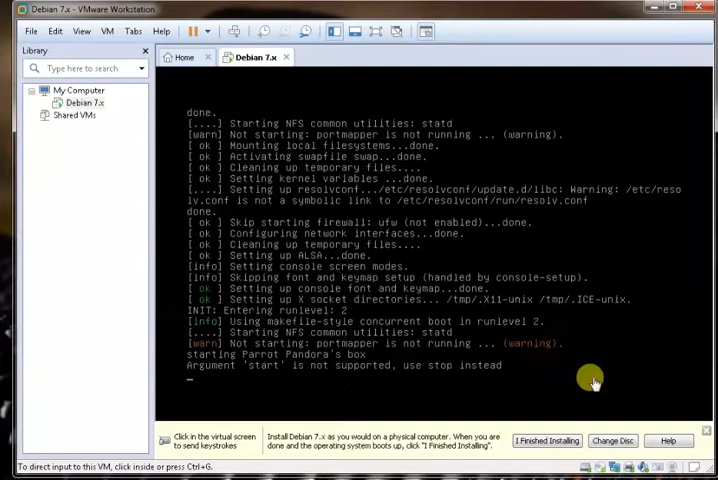 Debian 7.x - VMware Workstation
File Edit View VM Tabs Help
Library
Type here to search
My Computer
Debian 7.x
Shared VMs
Home
Debian 7.x
done.
[....] Starting NFS common utilities: statd
[warn] Not starting: portmapper is not running ... (warning).
[ ok ] Mounting local filesystems...done.
[ ok ] Activating swapfile swap...done.
[ ok ] Cleaning up temporary files....
[ ok ] Setting kernel variables ...done.
[....] Setting up resolvconf.../etc/resolvconf/update.d/libc: Warning: /etc/reso
lv.conf is not a symbolic link to /etc/resolvconf/run/resolv.conf
done.
[ ok ] Skip starting firewall: ufw (not enabled)...done.
[ ok ] Configuring network interfaces...done.
[ ok ] Cleaning up temporary files....
[ ok ] Setting up ALSA...done.
[info] Setting console screen modes.
[info] Skipping font and keymap setup (handled by console-setup).
[ ok ] Setting up console font and keymap...done.
[ ok ] Setting up X socket directories... /tmp/.X11-unix /tmp/.ICE-unix.
INIT: Entering runlevel: 2
[info] Using makefile-style concurrent boot in runlevel 2.
[....] Starting NFS common utilities: statd
[warn] Not starting: portmapper is not running ... (warning).
starting Parrot Pandora's box
Argument 'start' is not supported, use stop instead
Click in the virtual screen
to send keystrokes
Install Debian 7.x as you would on a physical computer. When you are
done and the operating system boots up, click "I Finished Installing".
I Finished Installing
Change Disc
Help
To direct input to this VM, click inside or press Ctrl+G.